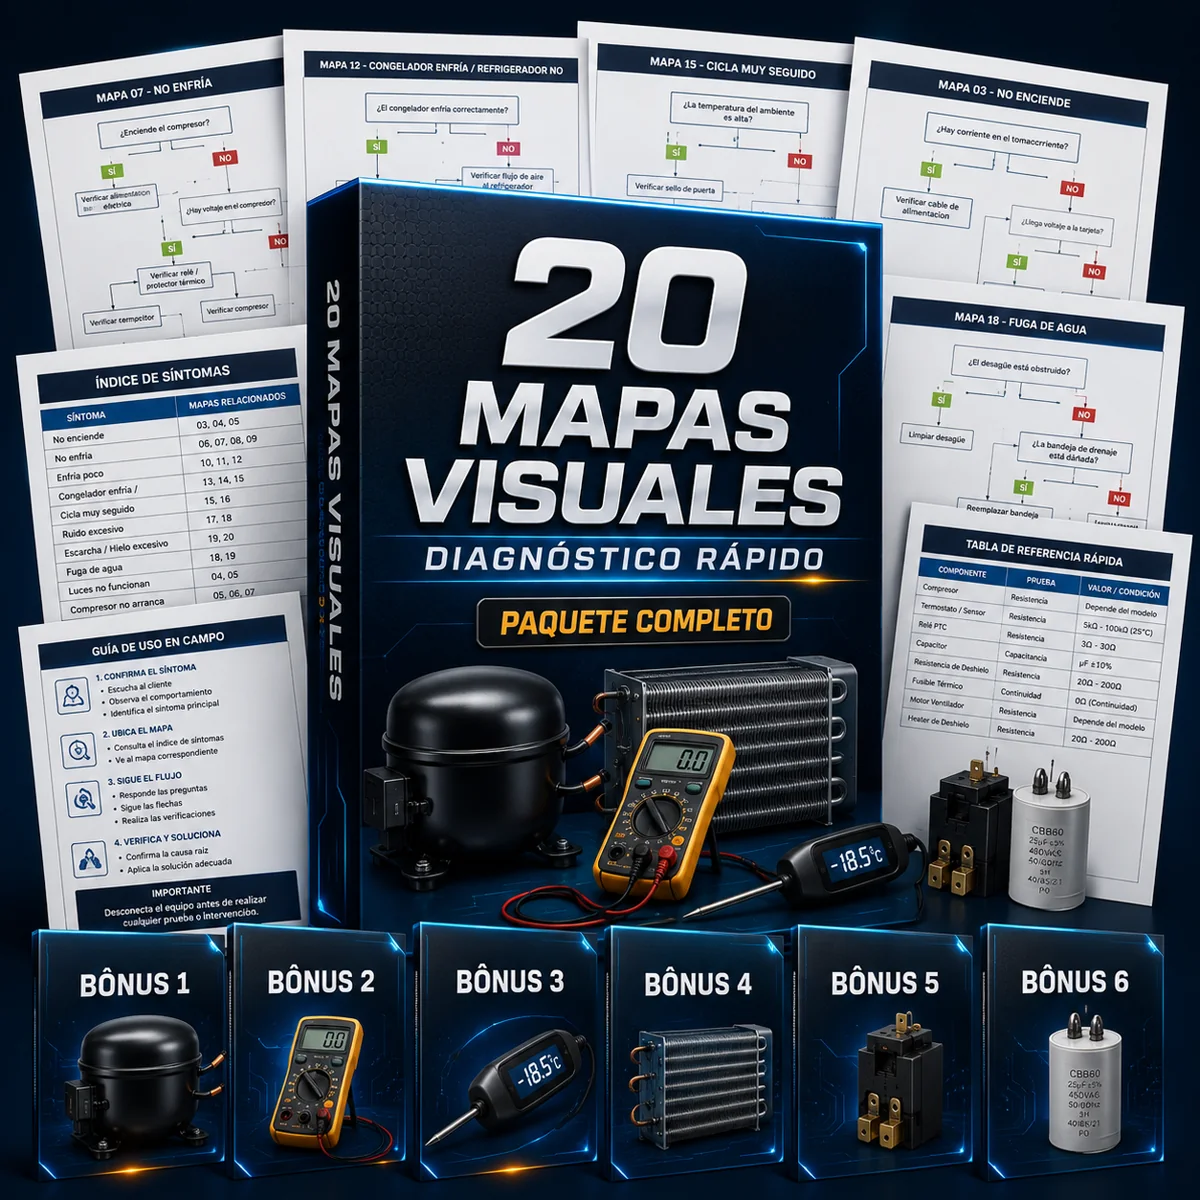 MAPA 07 - NO ENFRÍA
¿Enciende el compresor?
SÍ
NO
Verificar alimentation
eléctrica
¿Hay voltaje en el compresor?
SÍ
NO
Verificar relé /
protector térmico
Verificar
Verificar compresor
MAPA 12 - CONGELADOR ENFRÍA / REFRIGERADOR NO
¿El congelador enfria correctamente?
SÍ
NO
Verificar flujo de aire
al refrigerador
MAPA 15 - CICLA MUY SEGUIDO
¿La temperatura del ambiente
es alta?
SÍ
NO
Verificar sello de puerta
MAPA 03 - NO ENCIENDE
¿Hay corriente en el tomacrriente?
SÍ
NO
Verificar cable de
alimentacion
¿Llega voltaje a la tarjeta?
SÍ
NO
ÍNDICE DE SÍNTOMAS
SÍNTOMA MAPAS RELACIONADOS
No enciende 03, 04, 05
No enfria 06, 07, 08, 09
Enfria poco 10, 11, 12
Congelador enfria / 13, 14, 15
Cicla muy seguido 15, 16
Ruido excesivo 17, 18
Escarcha / Hielo excesivo 19, 20
Fuga de agua 18, 19
Luces no funcionan 04, 05
Compresor no arranca 05, 06, 07
20 MAPAS VISUALES
20
MAPAS
VISUALES
DIAGNÓSTICO RÁPIDO
PAQUETE COMPLETO
0.0
-18.5°c
MAPA 18 - FUGA DE AGUA
¿El desagüe está obstruido?
SÍ
NO
Limpiar desagüe
¿La bandeja de drenaje
está dañada?
SÍ
NO
Reemplazar bandeja
TABLA DE REFERENCIA RÁPIDA
COMPONENTE PRUEBA VALOR / CONDICIÓN
Compresor Resistencia Depende del modelo
Termostato / Sensor Resistencia 5kΩ - 100kΩ (25°C)
Relé PTC Resistencia 3Ω - 30Ω
Capacitor Capacitancia µF ±10%
Resistencia de Deshielo Resistencia 20Ω - 200Ω
Fusible Térmico Continuidad 0Ω (Continuidad)
Motor Ventilador Resistencia Depende del modelo
Heater de Deshielo Resistencia 20Ω - 200Ω
CBB60
25µF ±5%
50/60Hz
GUÍA DE USO EN CAMPO
1. CONFIRMA EL SÍNTOMA
• Escucha al cliente
• Observa el comportamiento
• Identifica el síntoma principal
2. UBICA EL MAPA
• Consulta el índice de síntomas
• Ve al mapa correspondiente
3. SIGUE EL FLUJO
• Responde las preguntas
• Sigue las flechas
• Realiza las verificaciones
4. VERIFICA Y SOLUCIONA
• Confirma la causa raíz
• Aplica la solución adecuada
IMPORTANTE
Desconecta el equipo antes de realizar
cualquier prueba o intervención.
BÔNUS 1
BÔNUS 2
0.0
BÔNUS 3
-18.5°c
BÔNUS 4
BÔNUS 5
BÔNUS 6
CBB60
25µF ±5%